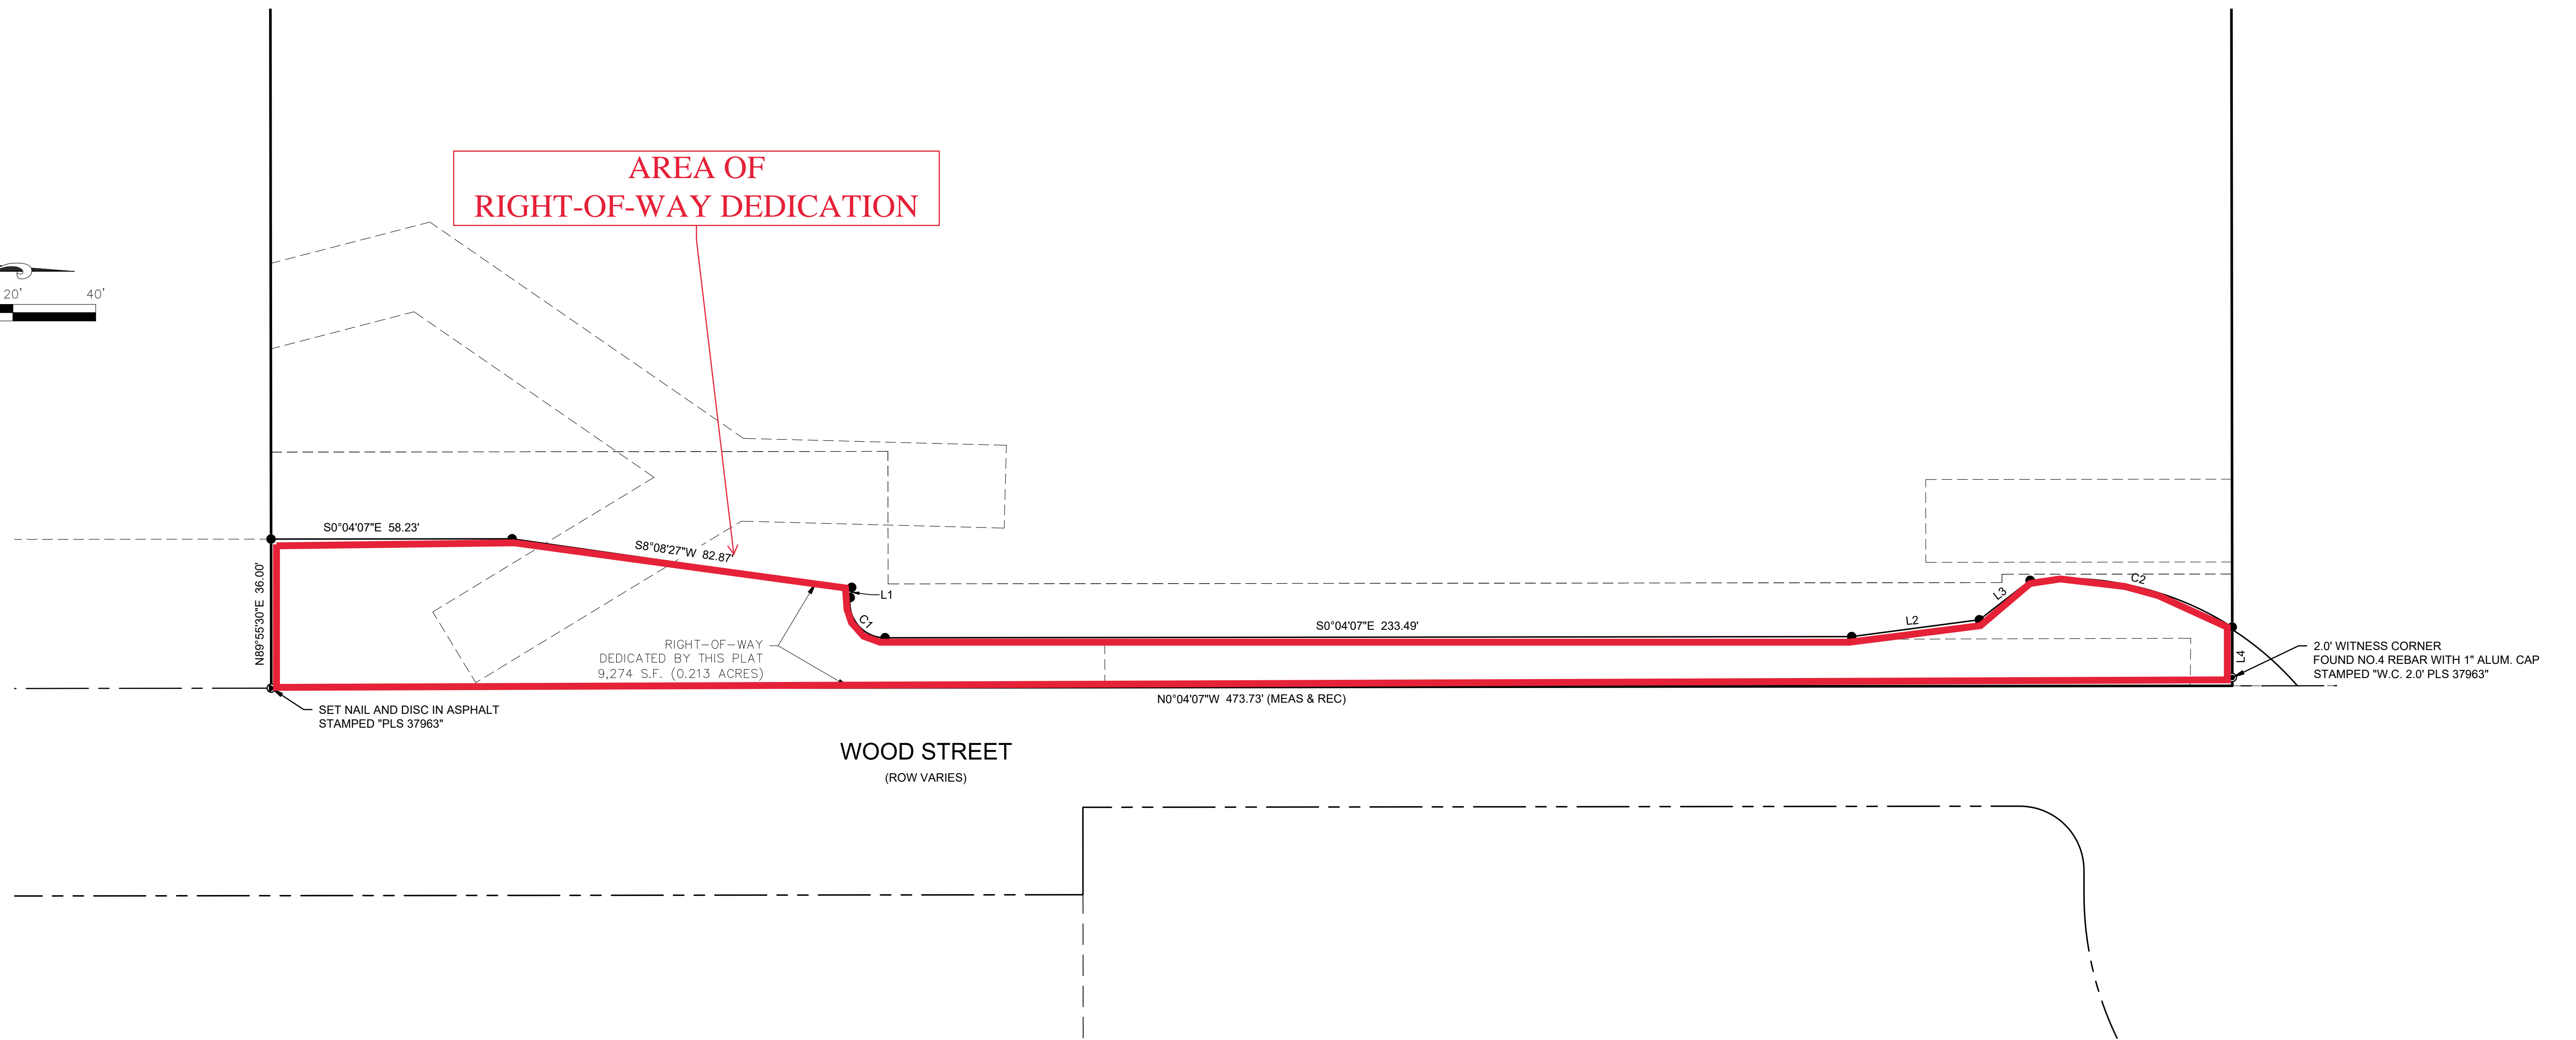 AREA OF
RIGHT-OF-WAY DEDICATION
20'
40'
S0°04'07"E 58.23'
S8°08'27"W 82.87'
N89°55'30"E 36.00'
L1
C1
RIGHT-OF-WAY
DEDICATED BY THIS PLAT
9,274 S.F. (0.213 ACRES)
S0°04'07"E 233.49'
L2
L3
C2
L4
2.0' WITNESS CORNER
FOUND NO.4 REBAR WITH 1" ALUM. CAP
STAMPED "W.C. 2.0' PLS 37963"
N0°04'07"W 473.73' (MEAS & REC)
SET NAIL AND DISC IN ASPHALT
STAMPED "PLS 37963"
WOOD STREET
(ROW VARIES)